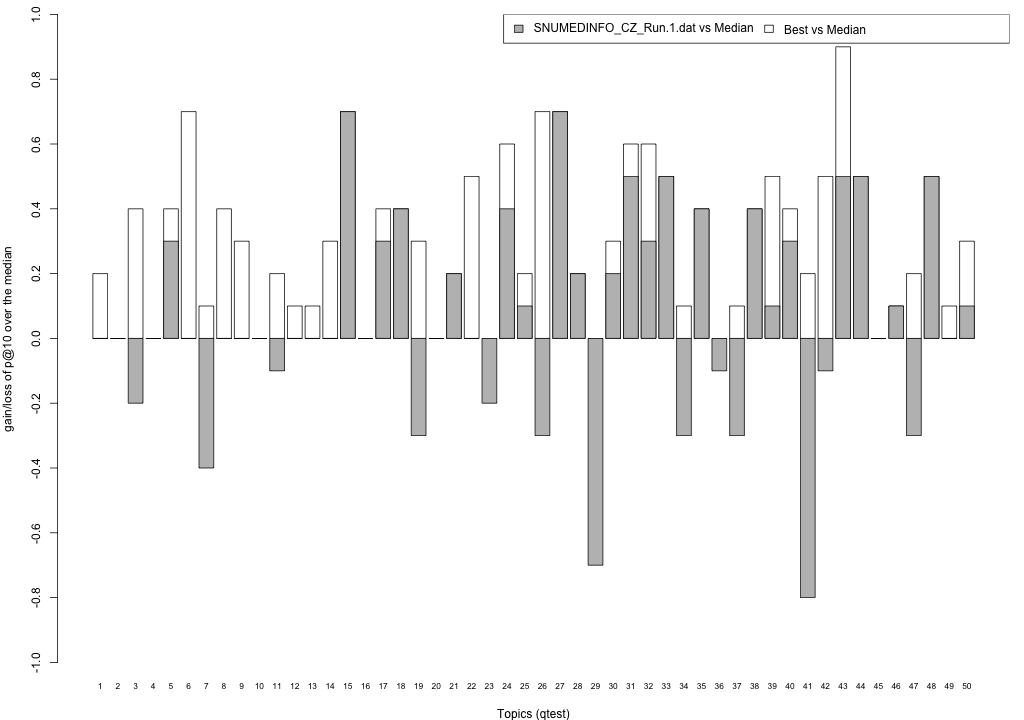 SNUMEDINFO_CZ_Run.1.dat vs Median Best vs Median
gain/loss of p@10 over the median
1.0
0.8
0.6
0.4
0.2
0.0
-0.2
-0.4
-0.6
-0.8
-1.0
1 2 3 4 5 6 7 8 9 10 11 12 13 14 15 16 17 18 19 20 21 22 23 24 25 26 27 28 29 30 31 32 33 34 35 36 37 38 39 40 41 42 43 44 45 46 47 48 49 50
Topics (qtest)